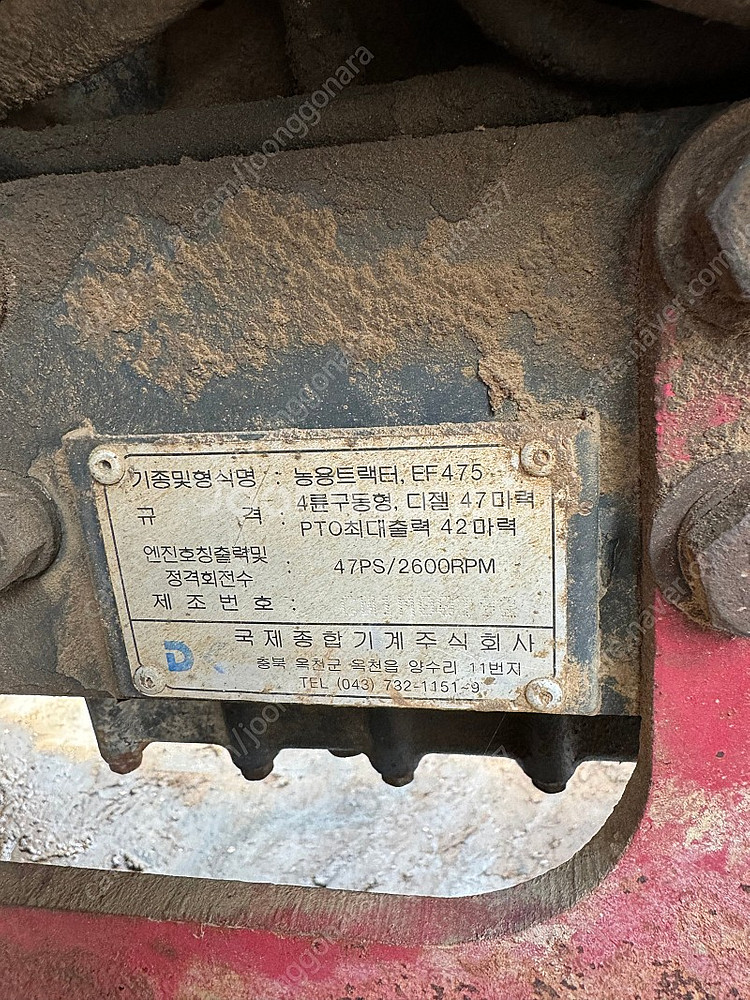 기종및형식명 : 농용트랙터, EF475
규 격 : 4륜구동형, 디젤 47마력
PTO최대출력 42마력
엔진호칭출력및
정격회전수 : 47PS/2600RPM
제조번호 :
국제종합기계주식회사
충북 옥천군 옥천읍 양수리 11번지
TEL (043) 732-1151~9